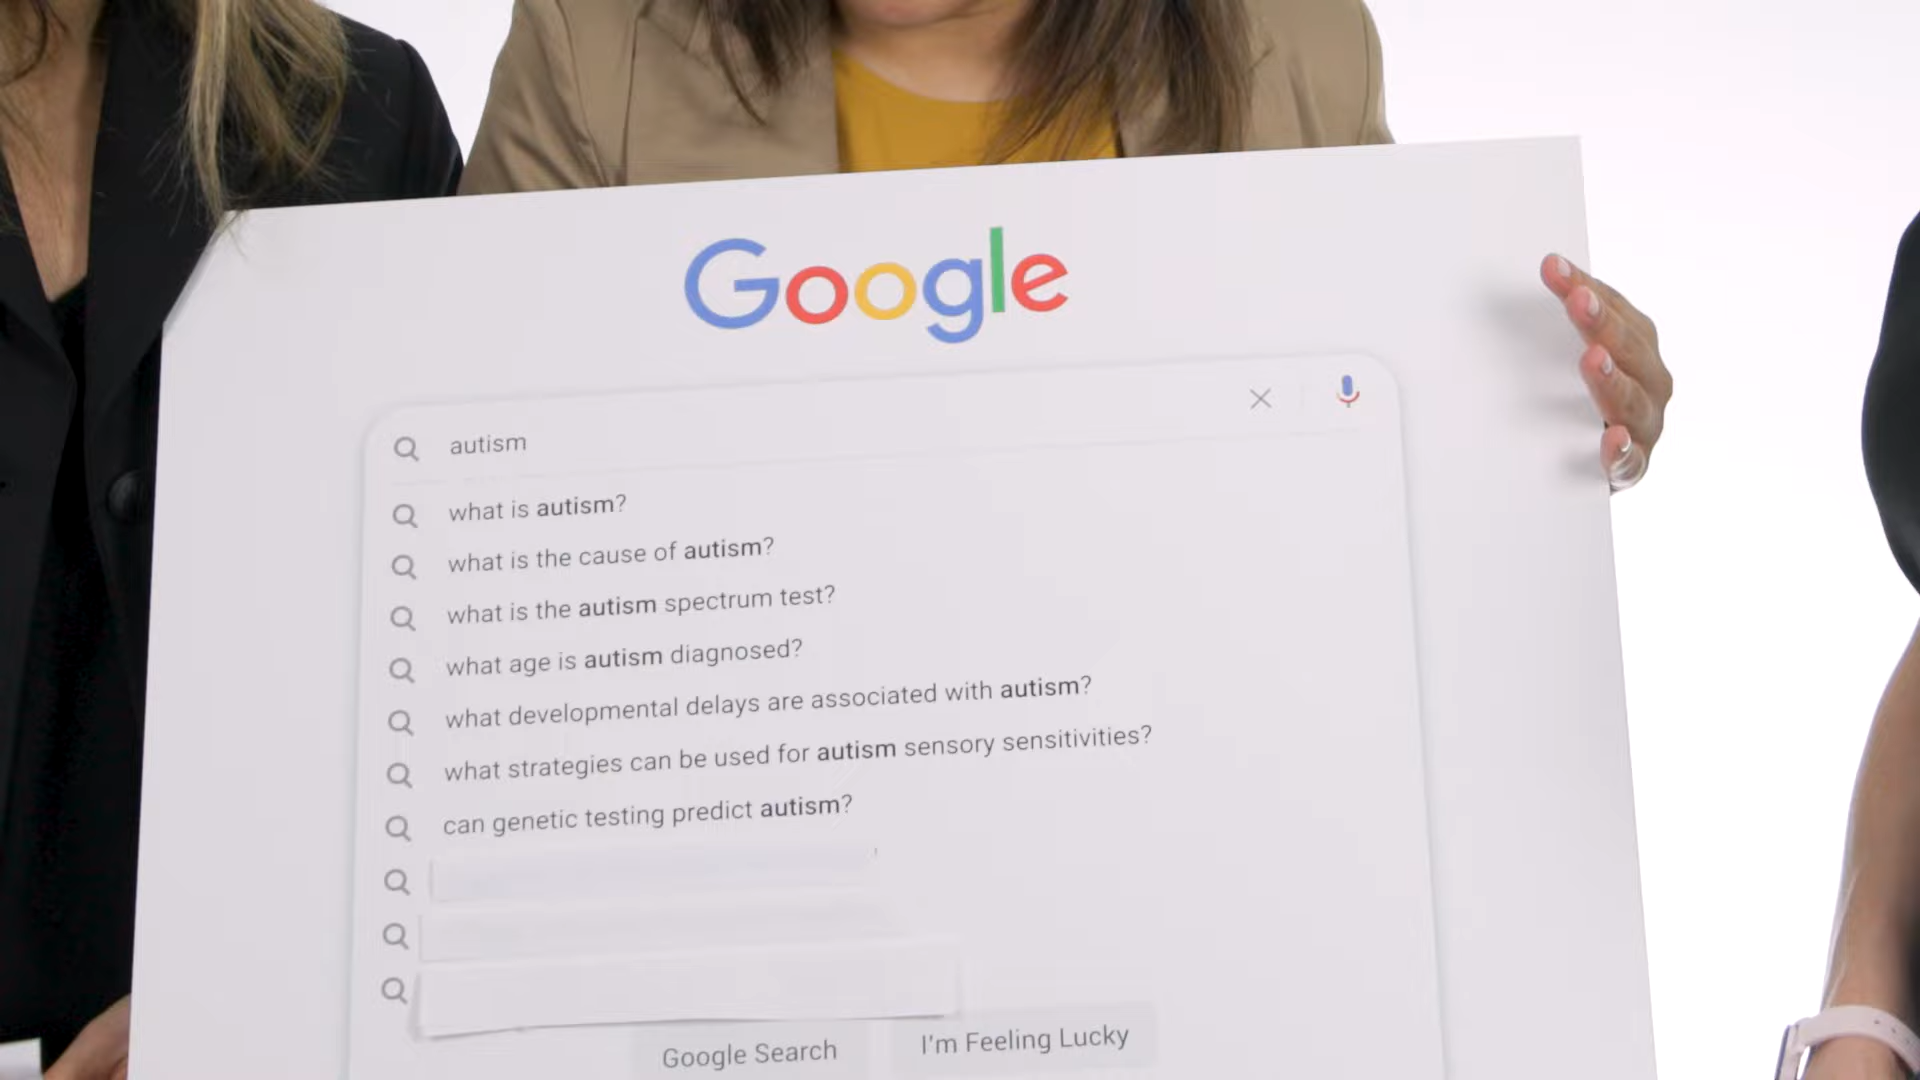 Google
autism
what is autism?
what is the cause of autism?
what is the autism spectrum test?
what age is autism diagnosed?
what developmental delays are associated with autism?
what strategies can be used for autism sensory sensitivities?
can genetic testing predict autism?
Google Search
I'm Feeling Lucky